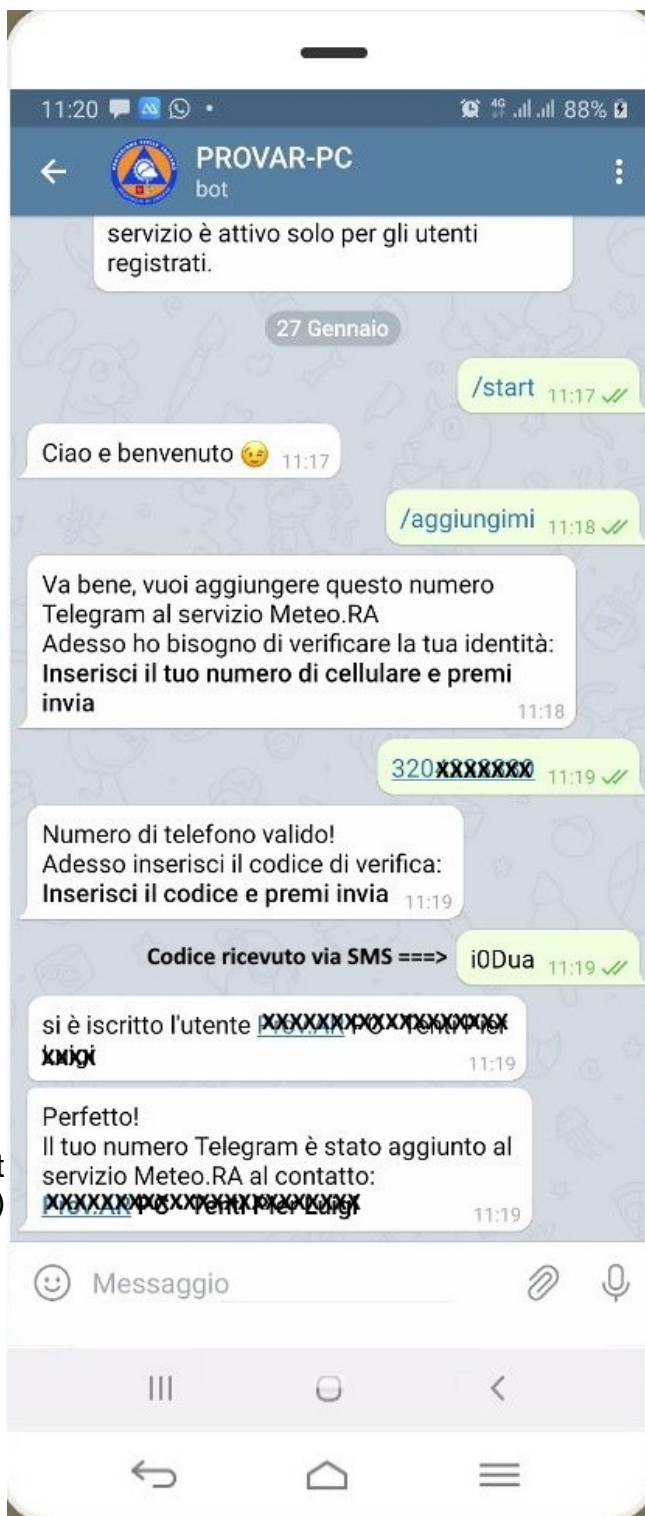 11:20
4G
88%
PROVAR-PC
bot
servizio è attivo solo per gli utenti
registrati.
27 Gennaio
/start 11:17
Ciao e benvenuto 😉 11:17
/aggiungimi 11:18
Va bene, vuoi aggiungere questo numero
Telegram al servizio Meteo.RA
Adesso ho bisogno di verificare la tua identità:
Inserisci il tuo numero di cellulare e premi
invia
11:18
320xxxxxxx 11:19
Numero di telefono valido!
Adesso inserisci il codice di verifica:
Inserisci il codice e premi invia 11:19
Codice ricevuto via SMS ===> i0Dua 11:19
si è iscritto l'utente
11:19
Perfetto!
Il tuo numero Telegram è stato aggiunto al
t
servizio Meteo.RA al contatto:
)
11:19
Messaggio